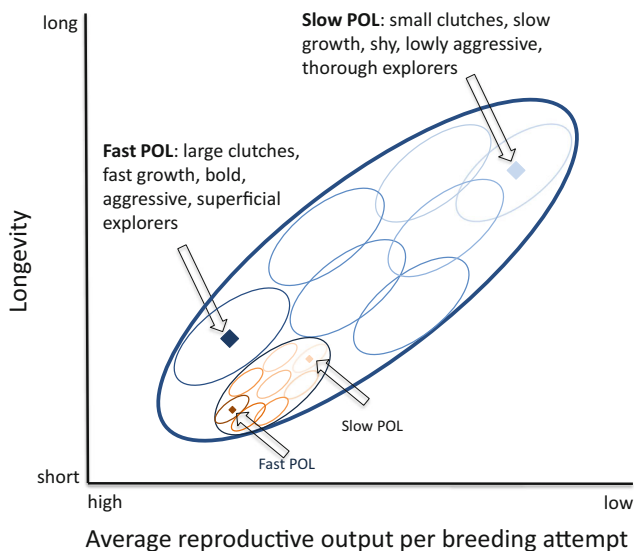 long
Slow POL: small clutches, slow
growth, shy, lowly aggressive,
thorough explorers
Fast POL: large clutches,
fast growth, bold,
aggressive, superficial
explorers
Longevity
Slow POL
Fast POL
short
high
low
Average reproductive output per breeding attempt